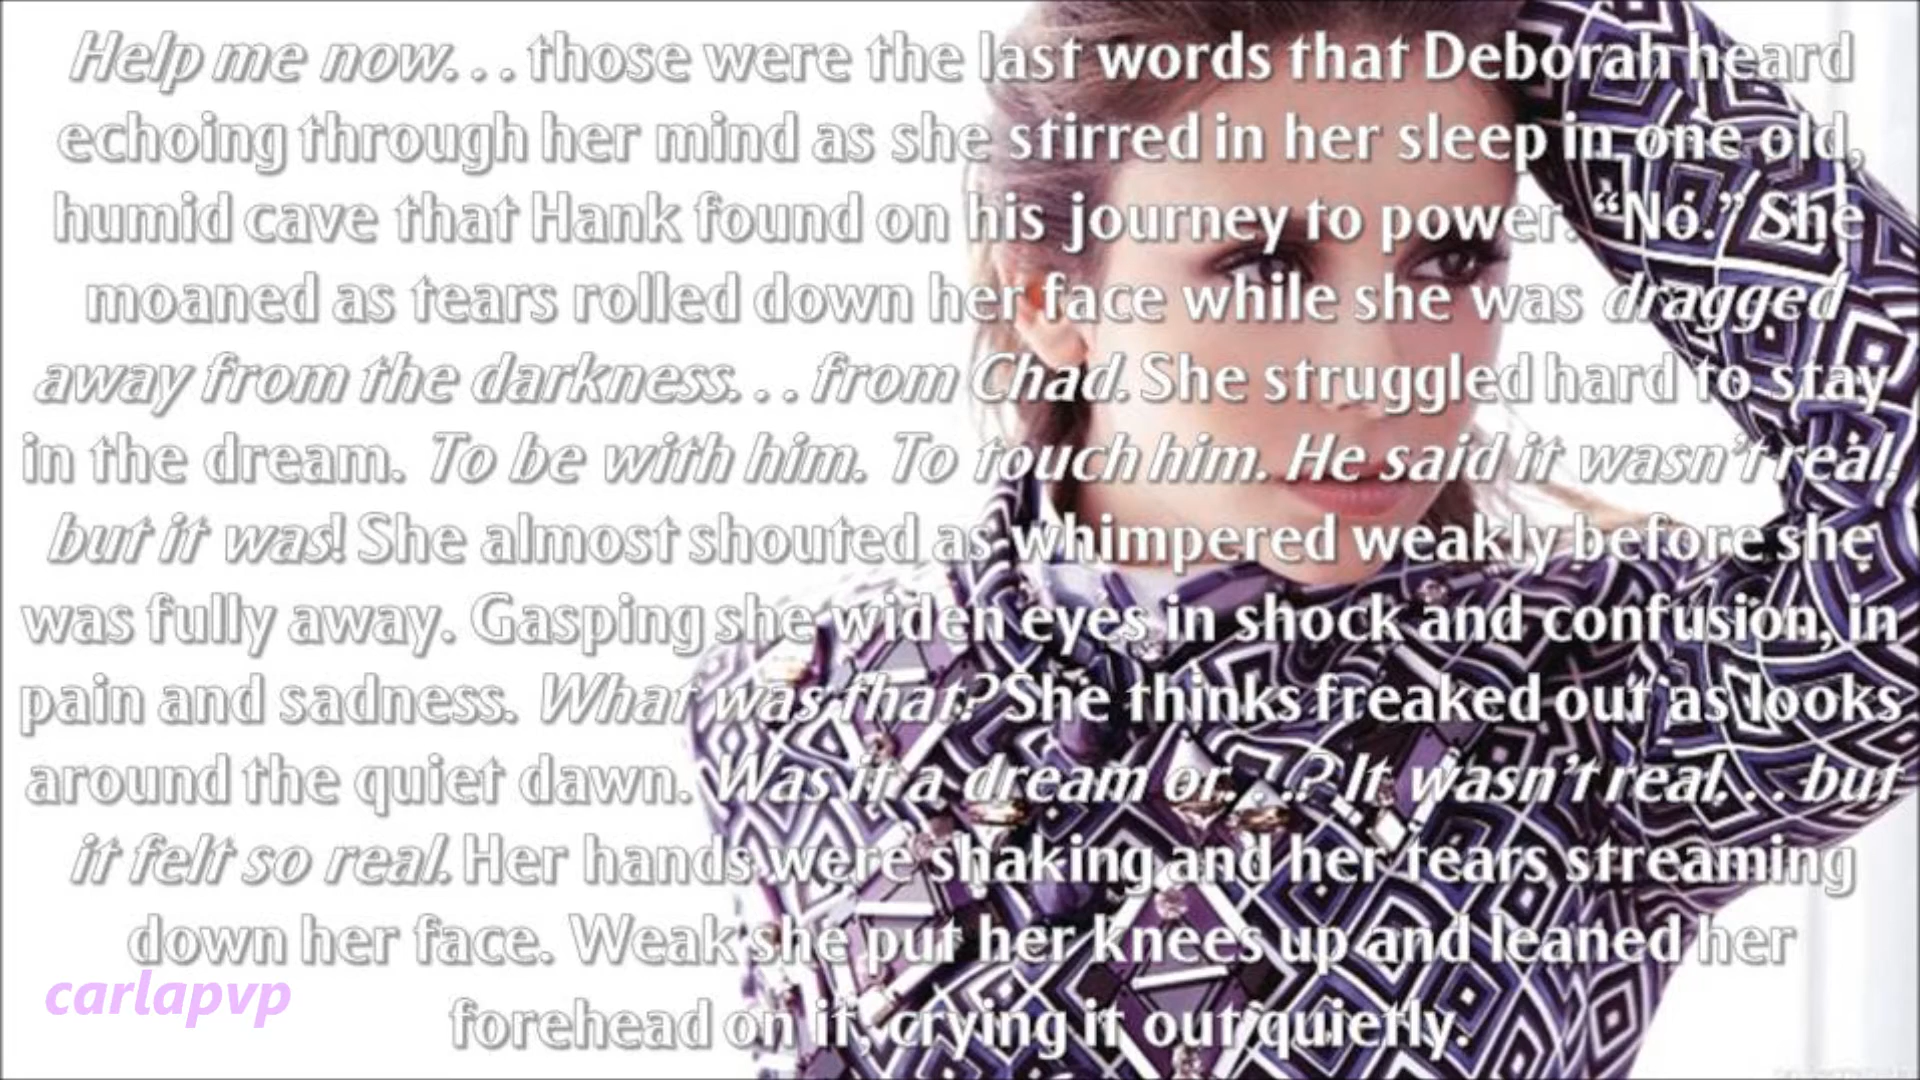 Help me now. . . those were the last words that Deborah heard
echoing through her mind as she stirred in her sleep in one old,
humid cave that Hank found on his journey to power. “No.” She
moaned as tears rolled down her face while she was dragged
away from the darkness. . . from Chad. She struggled hard to stay
in the dream. To be with him. To touch him. He said it wasn’t real,
but it was! She almost shouted as whimpered weakly before she
was fully away. Gasping she widen eyes in shock and confusion, in
pain and sadness. What was that? She thinks freaked out as looks
around the quiet dawn. Was it a dream or. . .? It wasn’t real. . . but
it felt so real. Her hands were shaking and her tears streaming
down her face. Weak she put her knees up and leaned her
forehead on it, crying it out quietly.
carlapvp